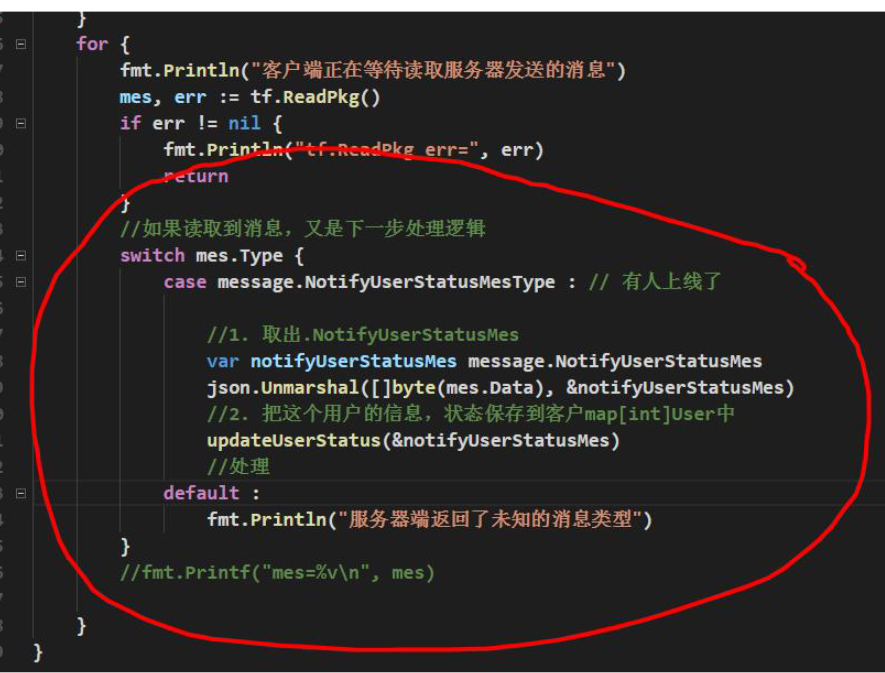 }
for {
fmt.Println("客户端正在等待读取服务器发送的消息")
mes, err := tf.ReadPkg()
if err != nil {
fmt.Println("tf.ReadPkg err=", err)
return
}
//如果读取到消息，又是下一步处理逻辑
switch mes.Type {
case message.NotifyUserStatusMesType : // 有人上线了
//1. 取出.NotifyUserStatusMes
var notifyUserStatusMes message.NotifyUserStatusMes
json.Unmarshal([]byte(mes.Data), &notifyUserStatusMes)
//2. 把这个用户的信息，状态保存到客户map[int]User中
updateUserStatus(&notifyUserStatusMes)
//处理
default :
fmt.Println("服务器端返回了未知的消息类型")
}
//fmt.Printf("mes=%v\n", mes)
}
}